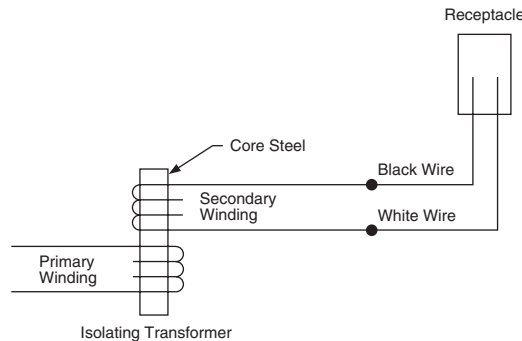 Receptacle
Core Steel
Black Wire
Secondary
Winding
White Wire
Primary
Winding
Isolating Transformer